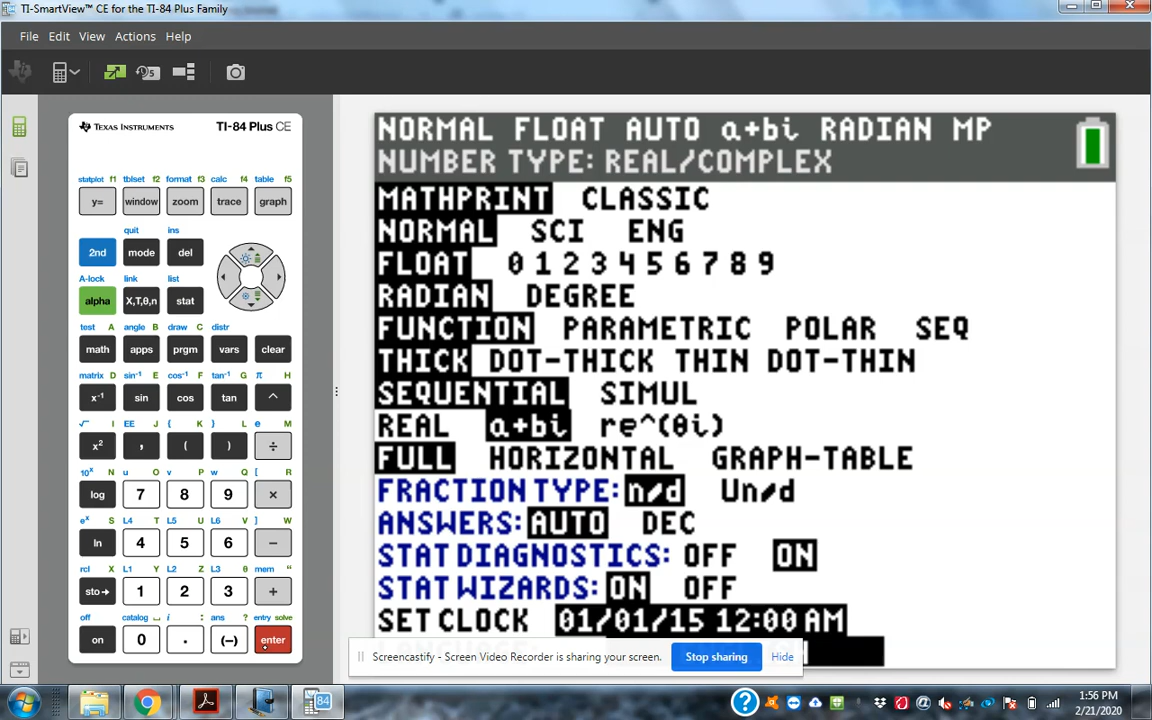 TI-SmartView™ CE for the TI-84 Plus Family
File Edit View Actions Help
TEXAS INSTRUMENTS TI-84 Plus CE
statplot f1 tblset f2 format f3 calc f4 table f5
y= window zoom trace graph
quit ins
2nd mode del
A-lock link list
alpha X,T,θ,n stat
test A angle B draw C distr
math apps prgm vars clear
matrix D sin⁻¹ E cos⁻¹ F tan⁻¹ G π H
x⁻¹ sin cos tan ^
√ I EE J { K } L e M
x² , ( ) ÷
10ˣ N u O v P w Q [ R
log 7 8 9 ×
eˣ S L4 T L5 U L6 V ] W
ln 4 5 6 −
rcl X L1 Y L2 Z L3 θ mem "
sto→ 1 2 3 +
off catalog ⎵ i : ans ? entry solve
on 0 . (−) enter
NORMAL FLOAT AUTO a+bi RADIAN MP
NUMBER TYPE: REAL/COMPLEX
MATHPRINT CLASSIC
NORMAL SCI ENG
FLOAT 0 1 2 3 4 5 6 7 8 9
RADIAN DEGREE
FUNCTION PARAMETRIC POLAR SEQ
THICK DOT-THICK THIN DOT-THIN
SEQUENTIAL SIMUL
REAL a+bi re^(θi)
FULL HORIZONTAL GRAPH-TABLE
FRACTION TYPE: n/d Un/d
ANSWERS: AUTO DEC
STAT DIAGNOSTICS: OFF ON
STAT WIZARDS: ON OFF
SET CLOCK 01/01/15 12:00 AM
Screencastify - Screen Video Recorder is sharing your screen. Stop sharing Hide
84
1:56 PM
2/21/2020